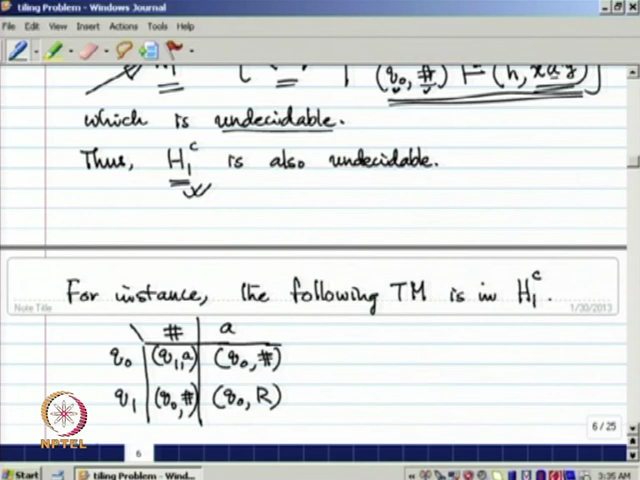 tiling Problem - Windows Journal
File Edit View Insert Actions Tools Help
(q₀, #) ⊢ (h, xay) }
which is undecidable.
Thus, H₁ᶜ is also undecidable.
For instance, the following TM is in H₁ᶜ.
Note Title
1/30/2013
# a
q₀ (q₁, a) (q₀, #)
q₁ (q₀, #) (q₀, R)
NPTEL
6
6 / 25
Start
tiling Problem - Wind...
3:35 AM